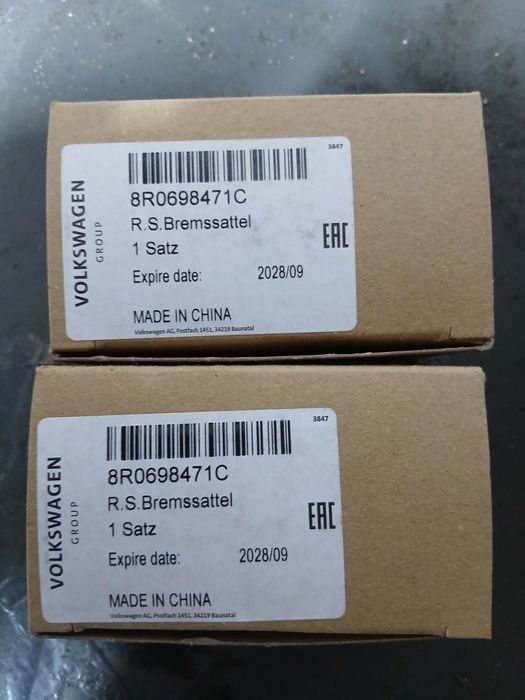 VOLKSWAGEN
GROUP
3847
8R0698471C
R.S.Bremssattel
1 Satz
EAC
Expire date: 2028/09
MADE IN CHINA
Volkswagen AG, Postfach 1451, 34219 Baunatal
VOLKSWAGEN
GROUP
3847
8R0698471C
R.S.Bremssattel
1 Satz
EAC
Expire date: 2028/09
MADE IN CHINA
Volkswagen AG, Postfach 1451, 34219 Baunatal